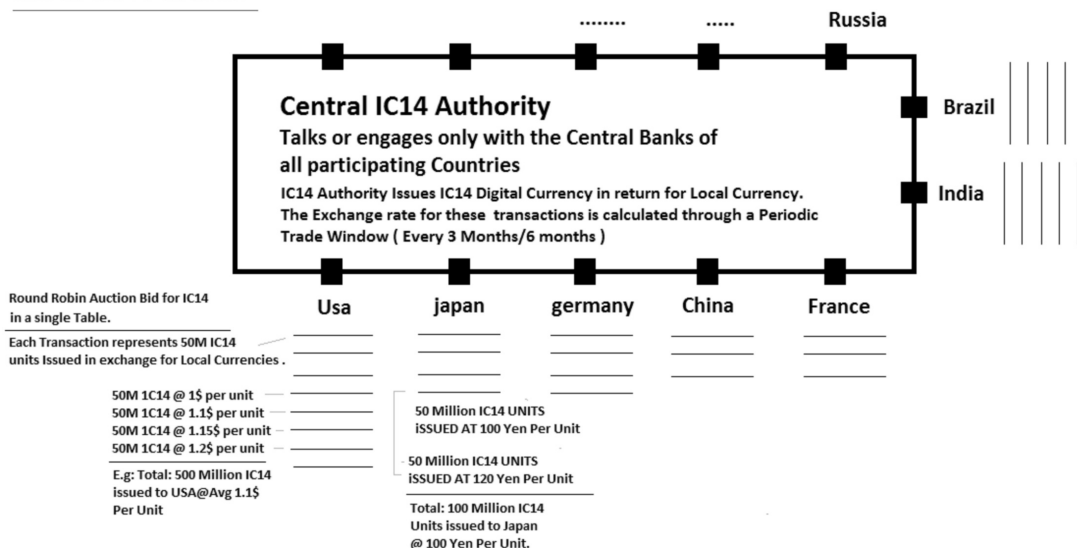 ........ ..... Russia
Central IC14 Authority
Talks or engages only with the Central Banks of
all participating Countries
IC14 Authority Issues IC14 Digital Currency in return for Local Currency.
The Exchange rate for these transactions is calculated through a Periodic
Trade Window ( Every 3 Months/6 months )
Brazil
India
Usa japan germany China France
Round Robin Auction Bid for IC14
in a single Table.
Each Transaction represents 50M IC14
units Issued in exchange for Local Currencies .
50M 1C14 @ 1$ per unit
50M 1C14 @ 1.1$ per unit
50M 1C14 @ 1.15$ per unit
50M 1C14 @ 1.2$ per unit
E.g: Total: 500 Million IC14
issued to USA@Avg 1.1$
Per Unit
50 Million IC14 UNITS
iSSUED AT 100 Yen Per Unit
50 Million IC14 UNITS
iSSUED AT 120 Yen Per Unit
Total: 100 Million IC14
Units issued to Japan
@ 100 Yen Per Unit.